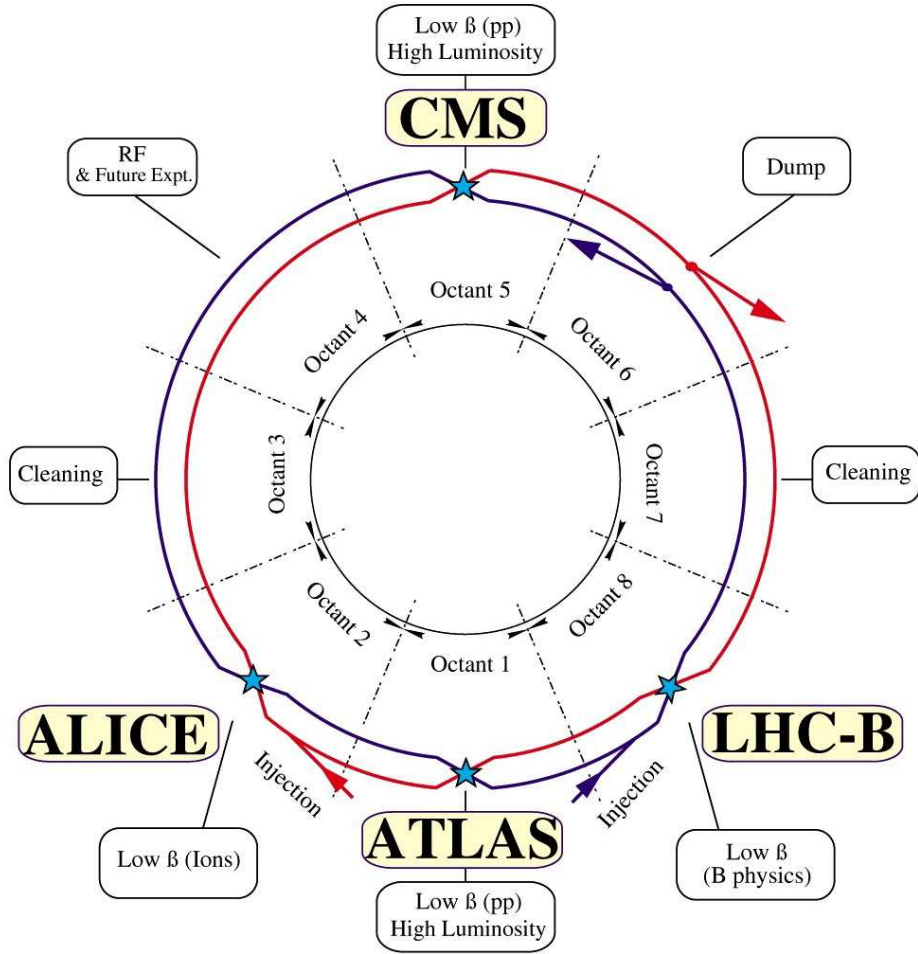 Low ß (pp)
High Luminosity
CMS
RF
& Future Expt.
Dump
Octant 5
Octant 4
Octant 6
Cleaning
Octant 3
Octant 7
Cleaning
Octant 2
Octant 8
Octant 1
ALICE
LHC-B
Injection
Injection
ATLAS
Low ß (Ions)
Low ß
(B physics)
Low ß (pp)
High Luminosity